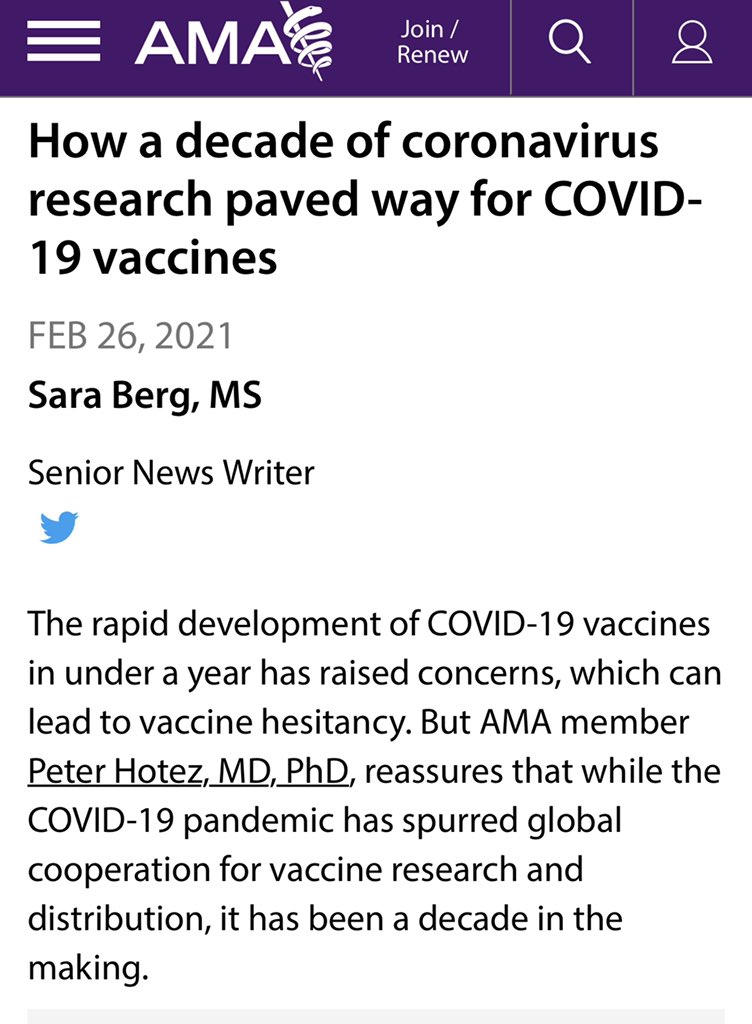 AMA
Join /
Renew
How a decade of coronavirus
research paved way for COVID-
19 vaccines
FEB 26, 2021
Sara Berg, MS
Senior News Writer
The rapid development of COVID-19 vaccines
in under a year has raised concerns, which can
lead to vaccine hesitancy. But AMA member
Peter Hotez, MD, PhD, reassures that while the
COVID-19 pandemic has spurred global
cooperation for vaccine research and
distribution, it has been a decade in the
making.